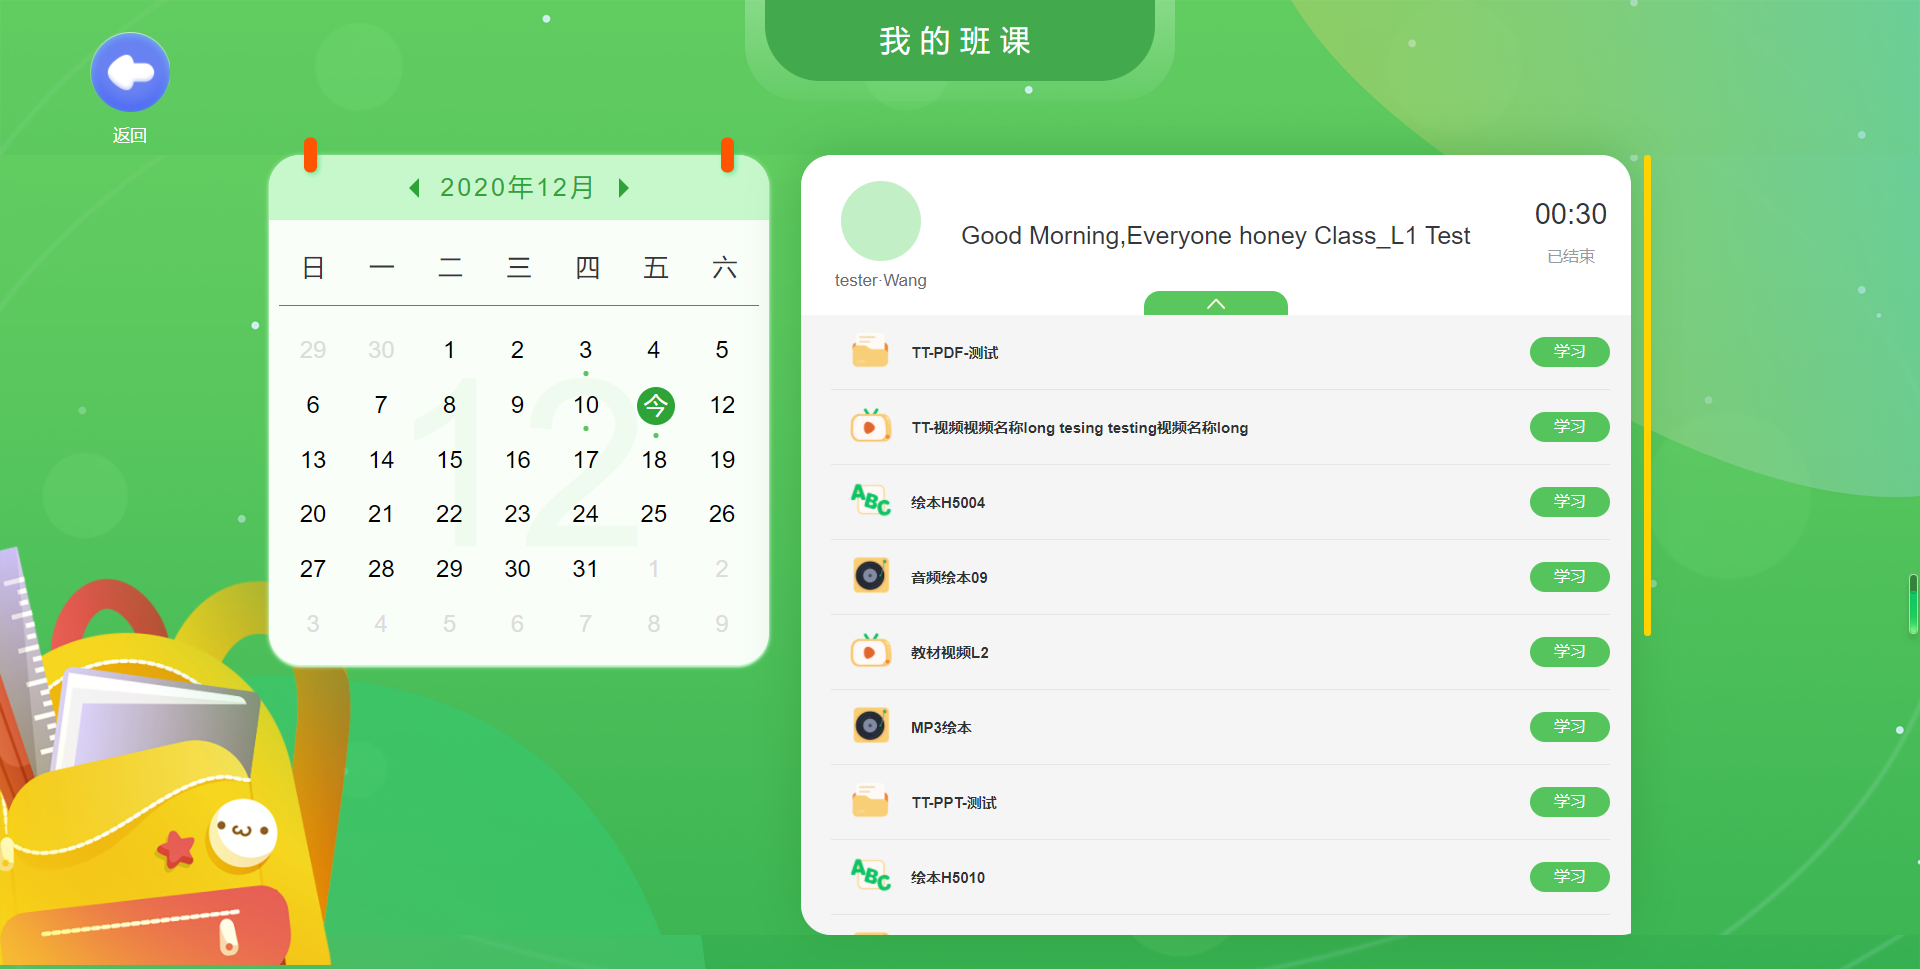 我的班课
返回
2020年12月
日 一 二 三 四 五 六
29 30 1 2 3 4 5
6 7 8 9 10 今 12
13 14 15 16 17 18 19
20 21 22 23 24 25 26
27 28 29 30 31 1 2
3 4 5 6 7 8 9
12
Good Morning,Everyone honey Class_L1 Test
00:30
已结束
tester·Wang
TT-PDF-测试 学习
TT-视频视频名称long tesing testing视频名称long 学习
ABC 绘本H5004 学习
音频绘本09 学习
教材视频L2 学习
MP3绘本 学习
TT-PPT-测试 学习
ABC 绘本H5010 学习